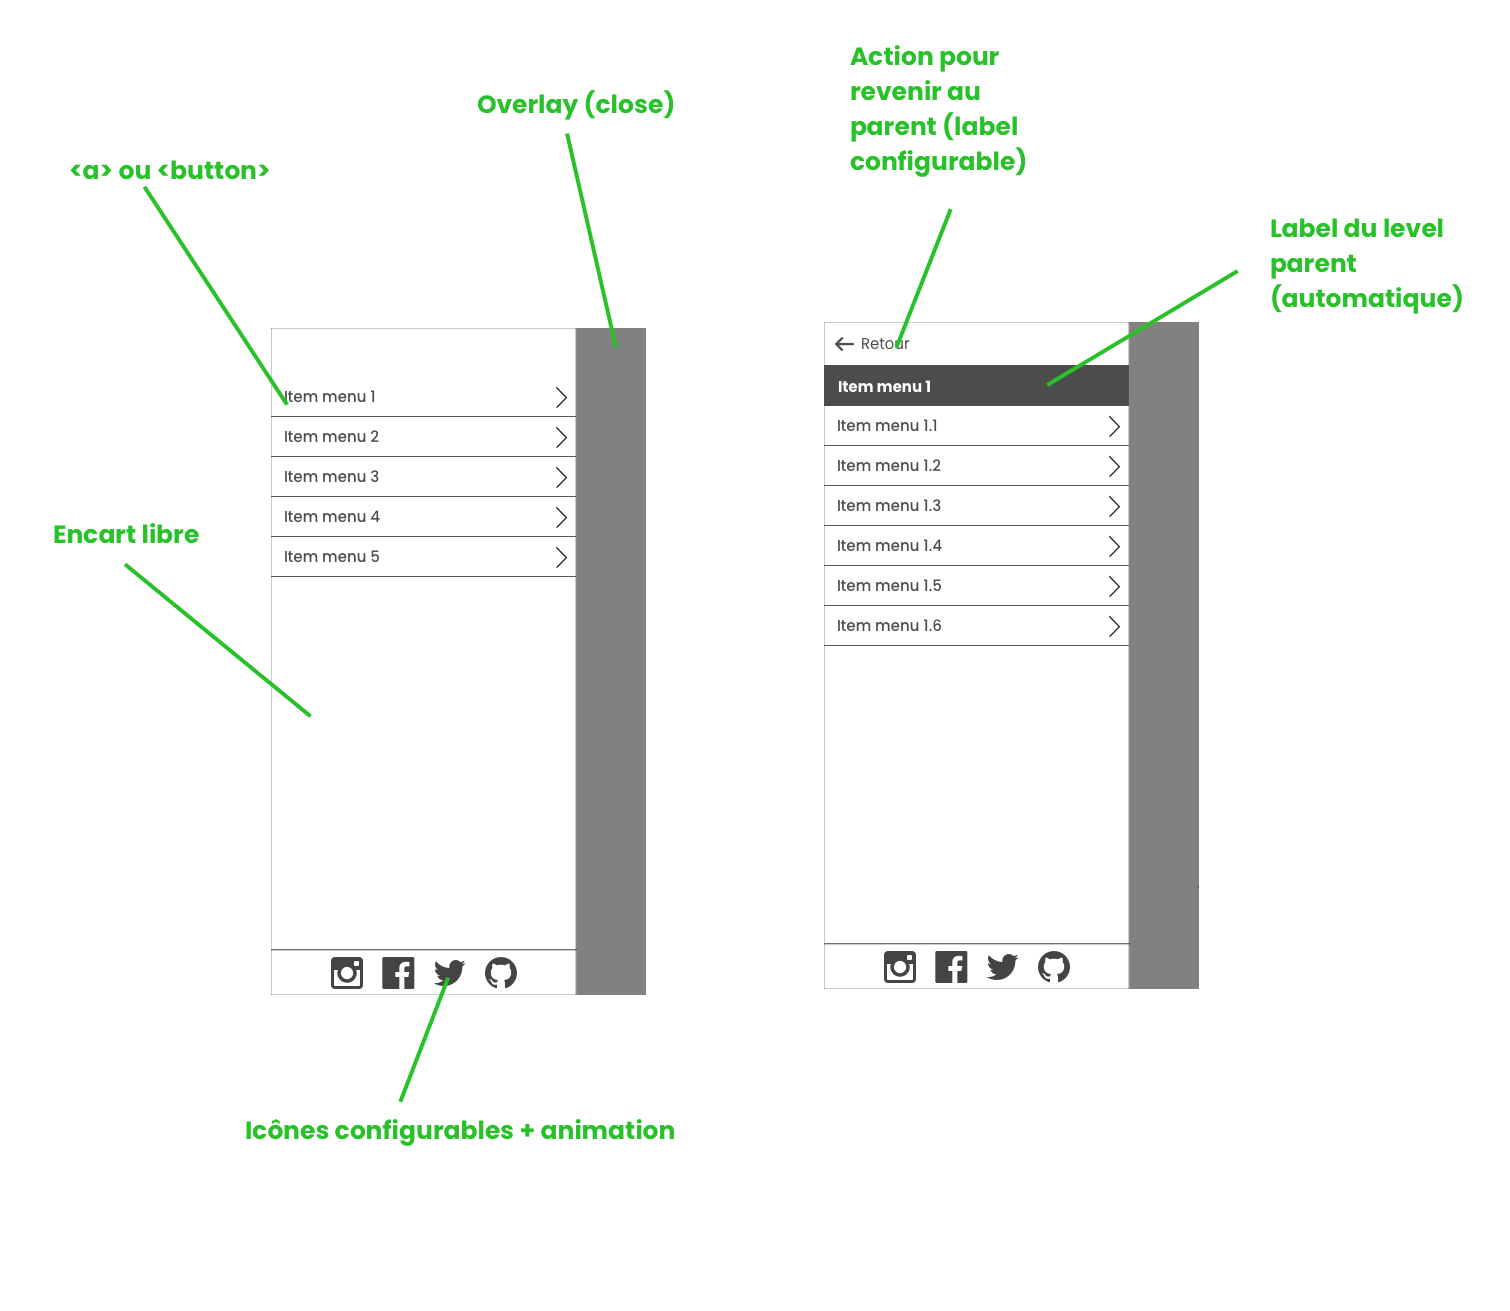 Action pour
revenir au
parent (label
configurable)
Overlay (close)
<a> ou <button>
Label du level
parent
(automatique)
Item menu 1
Item menu 2
Item menu 3
Item menu 4
Item menu 5
Encart libre
Retour
Item menu 1
Item menu 1.1
Item menu 1.2
Item menu 1.3
Item menu 1.4
Item menu 1.5
Item menu 1.6
Icônes configurables + animation